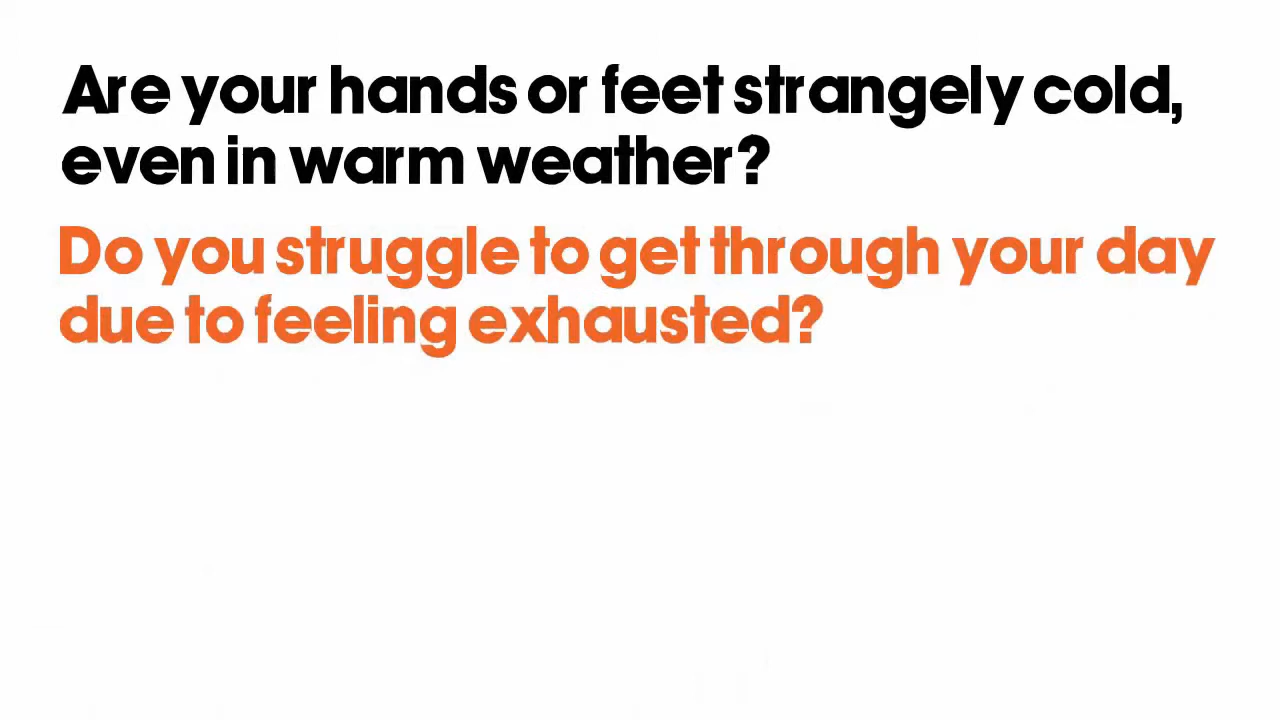 Are your hands or feet strangely cold,
even in warm weather?
Do you struggle to get through your day
due to feeling exhausted?